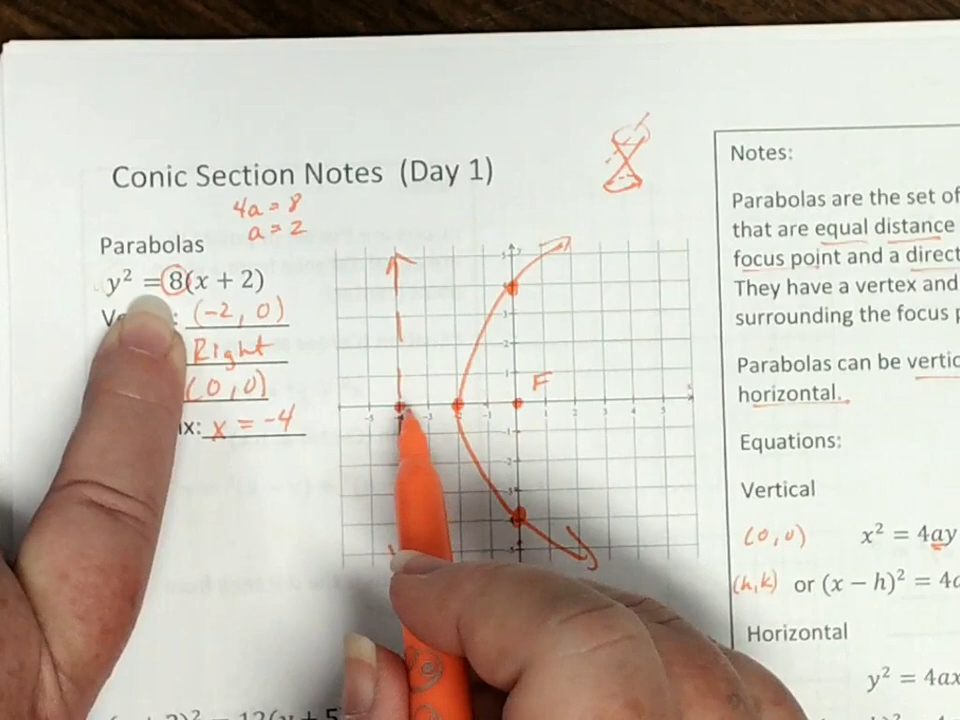 Conic Section Notes (Day 1)
4a = 8
a = 2
Parabolas
y² = 8(x + 2)
(-2, 0)
Right
(0, 0)
ix: x = -4
F
Notes:
Parabolas are the set of
that are equal distance
focus point and a direct
They have a vertex and
surrounding the focus p
Parabolas can be vertic
horizontal.
Equations:
Vertical
(0, 0) x² = 4ay
(h, k) or (x − h)² = 4a
Horizontal
y² = 4ax